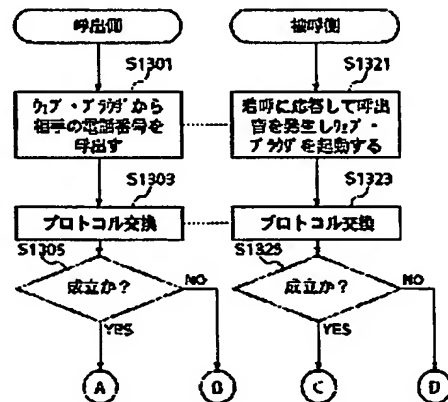 呼出側
被呼側
S1301
S1321
ウェブ・ブラウザから
相手の電話番号を
呼出す
着呼に応答して呼出
音を発生しウェブ・
ブラウザを起動する
S1303
S1323
プロトコル交換
プロトコル交換
S1305
S1325
成立か?
NO
成立か?
NO
YES
YES
A
B
C
D